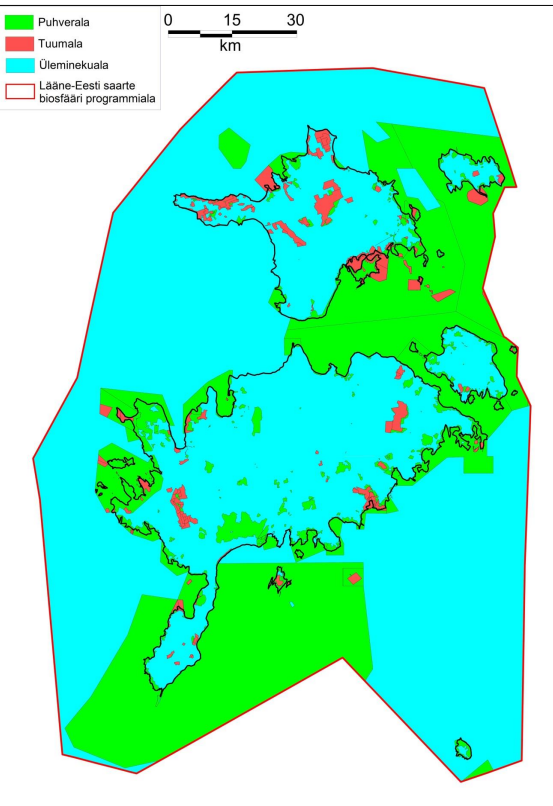 Puhverala
Tuumala
Üleminekuala
Lääne-Eesti saarte
biosfääri programmiala
0 15 30
km